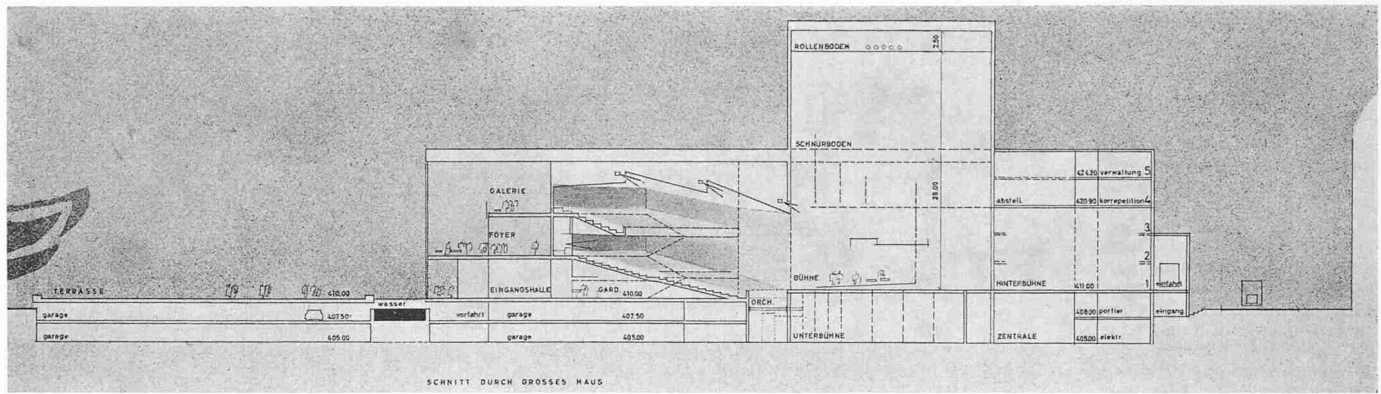 ROLLENBODEN
2.50
SCHNÜRBODEN
25.00
GALERIE
FOYER
424.20 verwaltung 5
abstell. 420.90 korrepetition 4
3
2
BÜHNE
TERRASSE 410.00
EINGANGSHALLE GARD. 410.00
HINTERBÜHNE 411.00 1 einfahrt
wasser
ORCH.
garage 407.50
vorfahrt garage 407.50
408.00 portier eingang
garage 405.00
garage 405.00
UNTERBÜHNE
ZENTRALE 405.00 elektr.
SCHNITT DURCH GROSSES HAUS